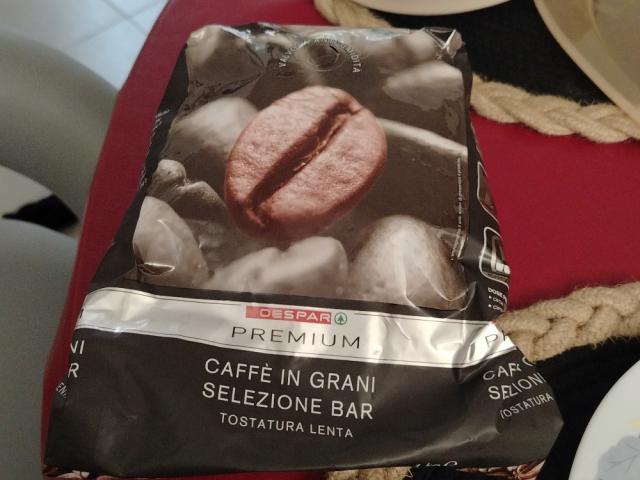 DESPAR
PREMIUM
CAFFÈ IN GRANI
SELEZIONE BAR
TOSTATURA LENTA